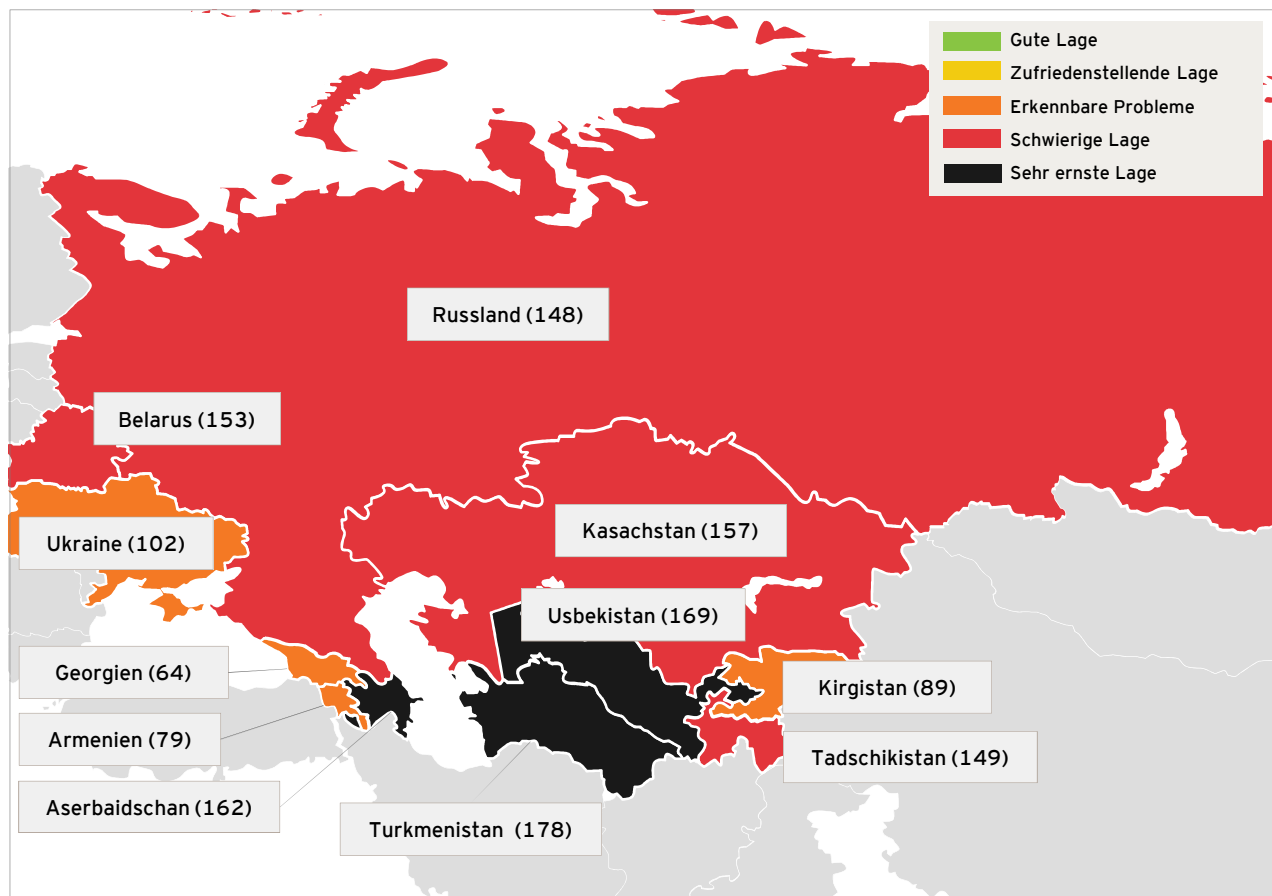 Gute Lage
Zufriedenstellende Lage
Erkennbare Probleme
Schwierige Lage
Sehr ernste Lage
Russland (148)
Belarus (153)
Ukraine (102)
Kasachstan (157)
Usbekistan (169)
Georgien (64)
Kirgistan (89)
Armenien (79)
Tadschikistan (149)
Aserbaidschan (162)
Turkmenistan (178)